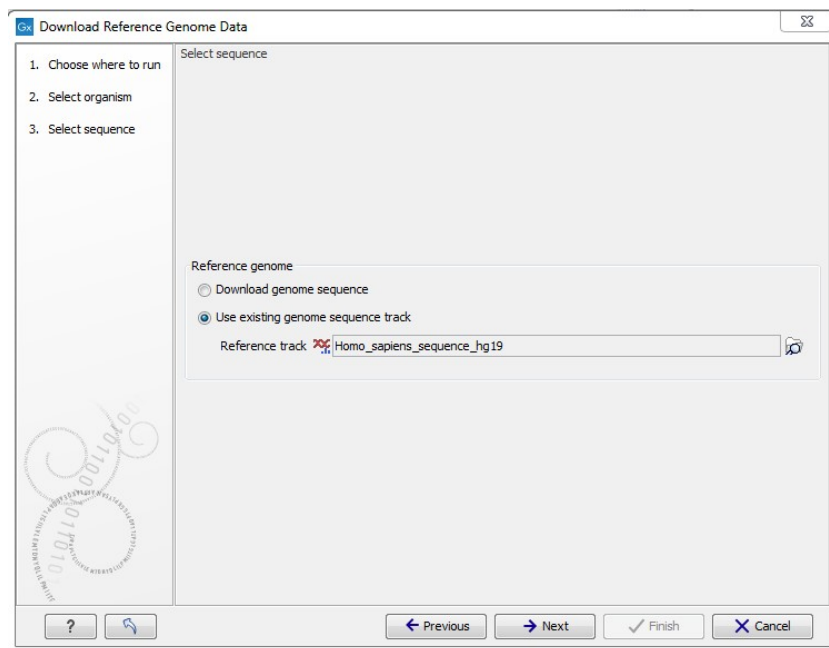 Gx Download Reference Genome Data
1. Choose where to run
2. Select organism
3. Select sequence
Select sequence
Reference genome
Download genome sequence
Use existing genome sequence track
Reference track Homo_sapiens_sequence_hg19
? Previous Next Finish Cancel